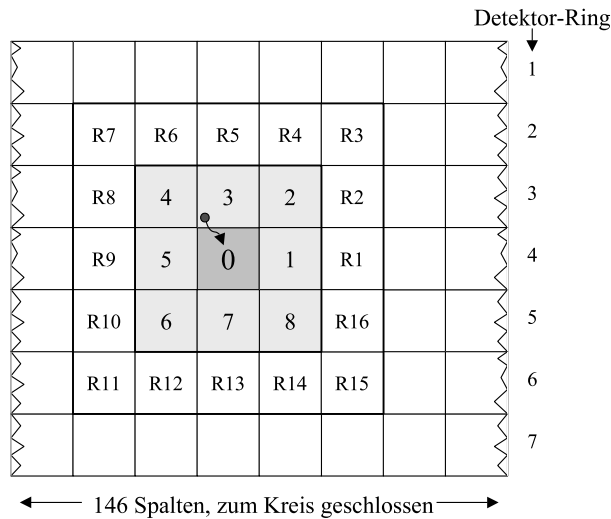 Detektor-Ring
1
R7 R6 R5 R4 R3 2
R8 4 3 2 R2 3
R9 5 0 1 R1 4
R10 6 7 8 R16 5
R11 R12 R13 R14 R15 6
7
146 Spalten, zum Kreis geschlossen